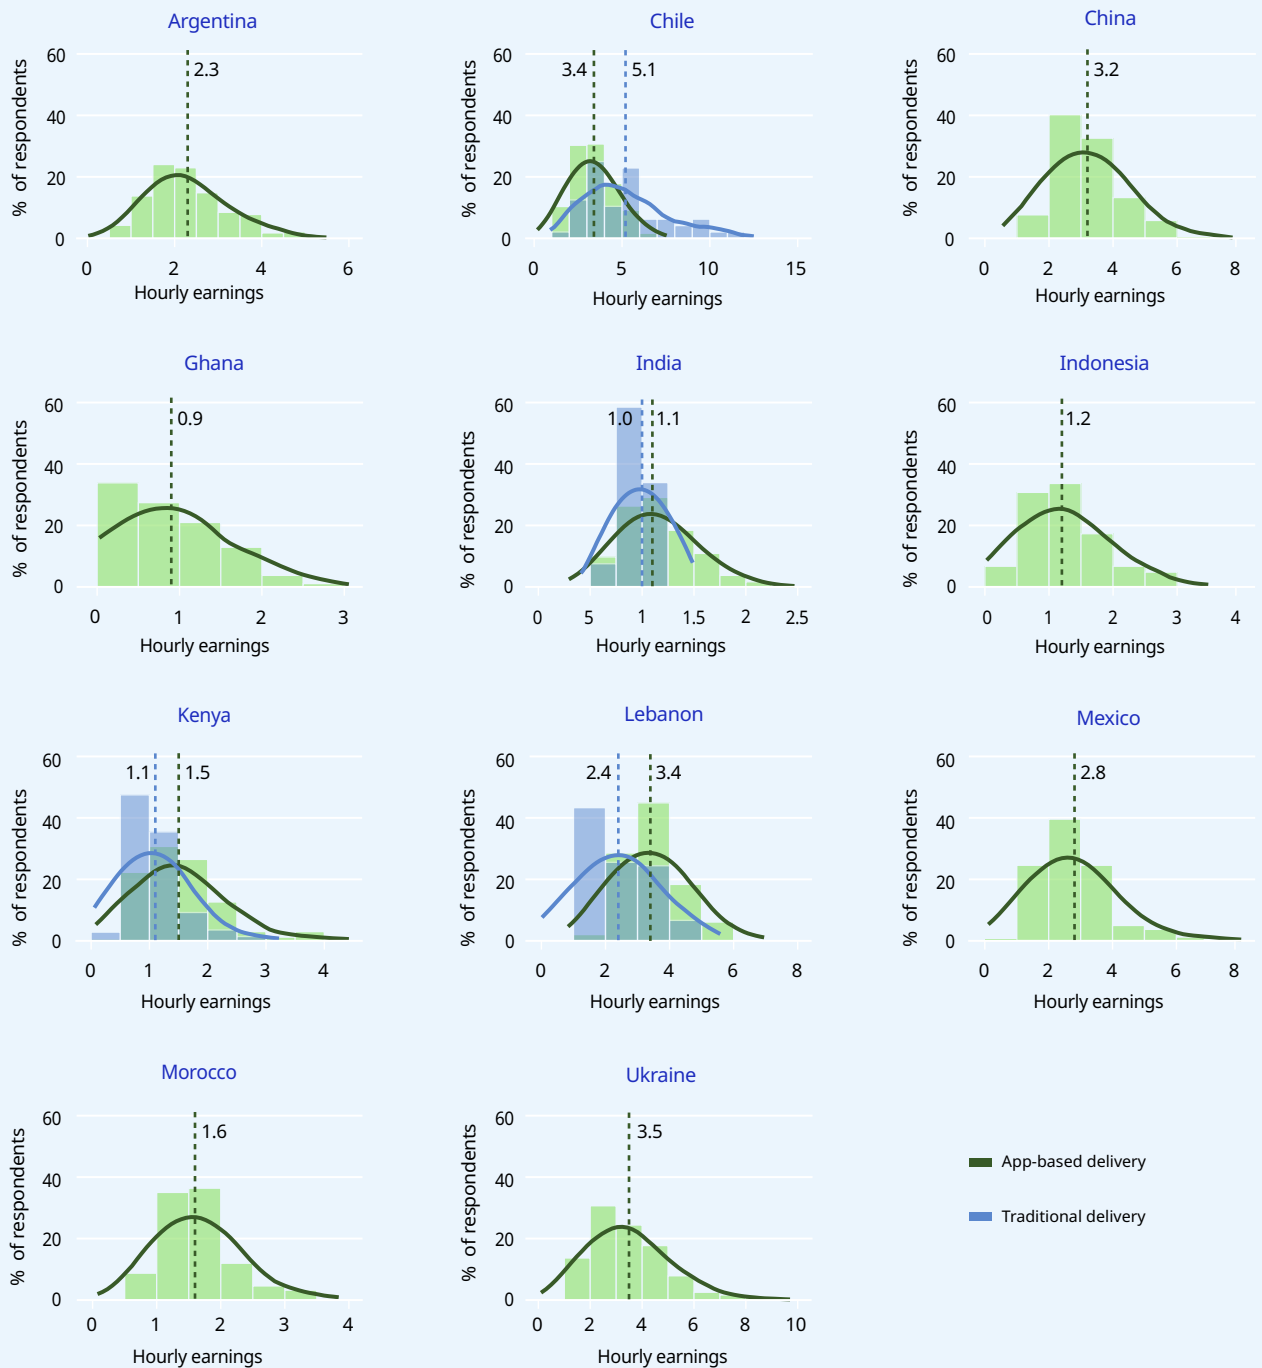 Argentina
% of respondents
60
40
20
0
2.3
0 2 4 6
Hourly earnings
Chile
% of respondents
60
40
20
0
3.4 5.1
0 5 10 15
Hourly earnings
China
% of respondents
60
40
20
0
3.2
0 2 4 6 8
Hourly earnings
Ghana
% of respondents
60
40
20
0
0.9
0 1 2 3
Hourly earnings
India
% of respondents
60
40
20
0
1.0 1.1
0 5 1 1.5 2 2.5
Hourly earnings
Indonesia
% of respondents
60
40
20
0
1.2
0 1 2 3 4
Hourly earnings
Kenya
% of respondents
60
40
20
0
1.1 1.5
0 1 2 3 4
Hourly earnings
Lebanon
% of respondents
60
40
20
0
2.4 3.4
0 2 4 6 8
Hourly earnings
Mexico
% of respondents
60
40
20
0
2.8
0 2 4 6 8
Hourly earnings
Morocco
% of respondents
60
40
20
0
1.6
0 1 2 3 4
Hourly earnings
Ukraine
% of respondents
60
40
20
0
3.5
0 2 4 6 8 10
Hourly earnings
App-based delivery
Traditional delivery